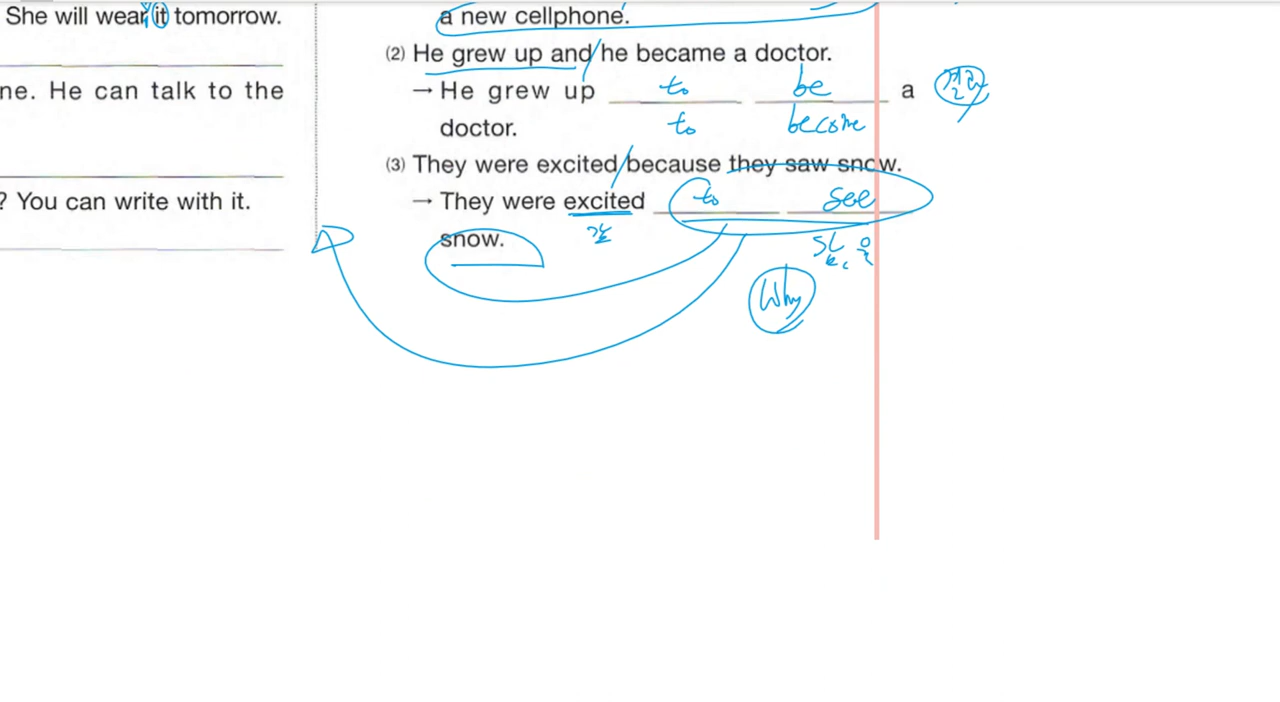 She will wear it tomorrow.
ne. He can talk to the
? You can write with it.
a new cellphone.
(2) He grew up and he became a doctor.
→ He grew up to be a 결과
doctor. to become
(3) They were excited because they saw snow.
→ They were excited to see
snow.
Why